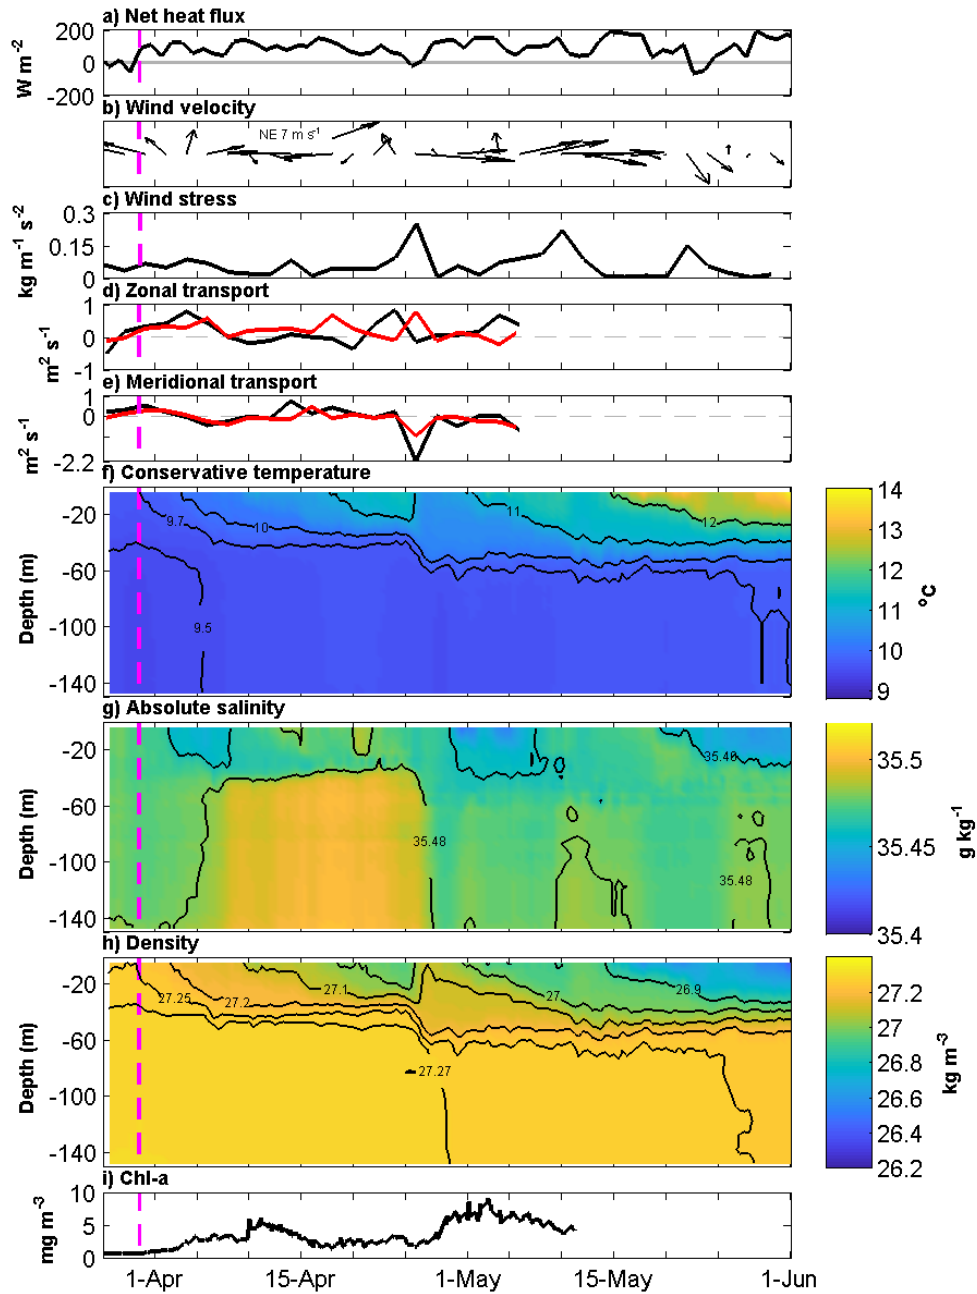 a) Net heat flux
W m-2
200
0
-200
b) Wind velocity
NE 7 m s-1
c) Wind stress
kg m-1 s-2
0.3
0.15
0
d) Zonal transport
m2 s-1
1
0
-1
e) Meridional transport
m2 s-1
1
0
-2.2
f) Conservative temperature
Depth (m)
-20
-60
-100
-140
9.7
10
11
12
9.5
14
13
12
11
10
9
°C
g) Absolute salinity
Depth (m)
-20
-60
-100
-140
35.48
35.48
35.48
35.5
35.45
35.4
g kg-1
h) Density
Depth (m)
-20
-60
-100
-140
27.25
27.2
27.1
27
26.9
27.27
27.2
27
26.8
26.6
26.4
26.2
kg m-3
i) Chl-a
mg m-3
10
5
0
1-Apr
15-Apr
1-May
15-May
1-Jun